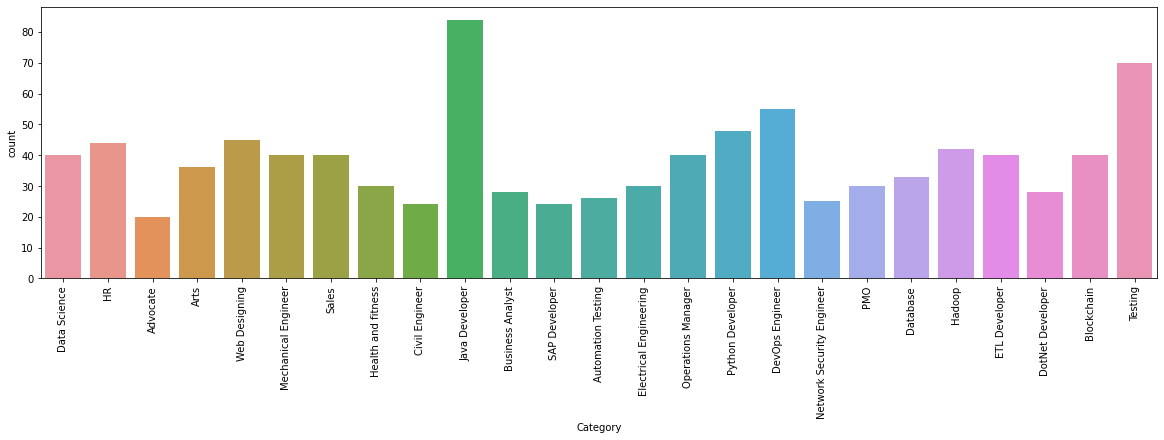 80
70
60
50
40
30
20
10
0
count
Data Science
HR
Advocate
Arts
Web Designing
Mechanical Engineer
Sales
Health and fitness
Civil Engineer
Java Developer
Business Analyst
SAP Developer
Automation Testing
Electrical Engineering
Operations Manager
Python Developer
DevOps Engineer
Network Security Engineer
PMO
Database
Hadoop
ETL Developer
DotNet Developer
Blockchain
Testing
Category